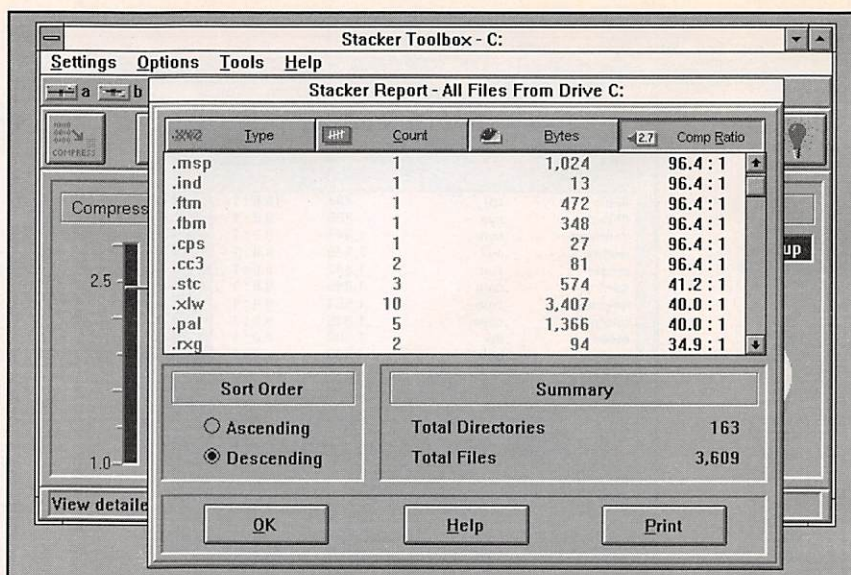 Stacker Toolbox - C:
Settings Options Tools Help
a b
Stacker Report - All Files From Drive C:
COMPRESS
Type Count Bytes 2.7 Comp Ratio
.msp 1 1,024 96.4 : 1
.ind 1 13 96.4 : 1
.ftm 1 472 96.4 : 1
.fbm 1 348 96.4 : 1
.cps 1 27 96.4 : 1
.cc3 2 81 96.4 : 1
.stc 3 574 41.2 : 1
.xlw 10 3,407 40.0 : 1
.pal 5 1,366 40.0 : 1
.rxg 2 94 34.9 : 1
Compress
up
2.5
1.0
Sort Order
Ascending
Descending
Summary
Total Directories 163
Total Files 3,609
View detaile
OK Help Print